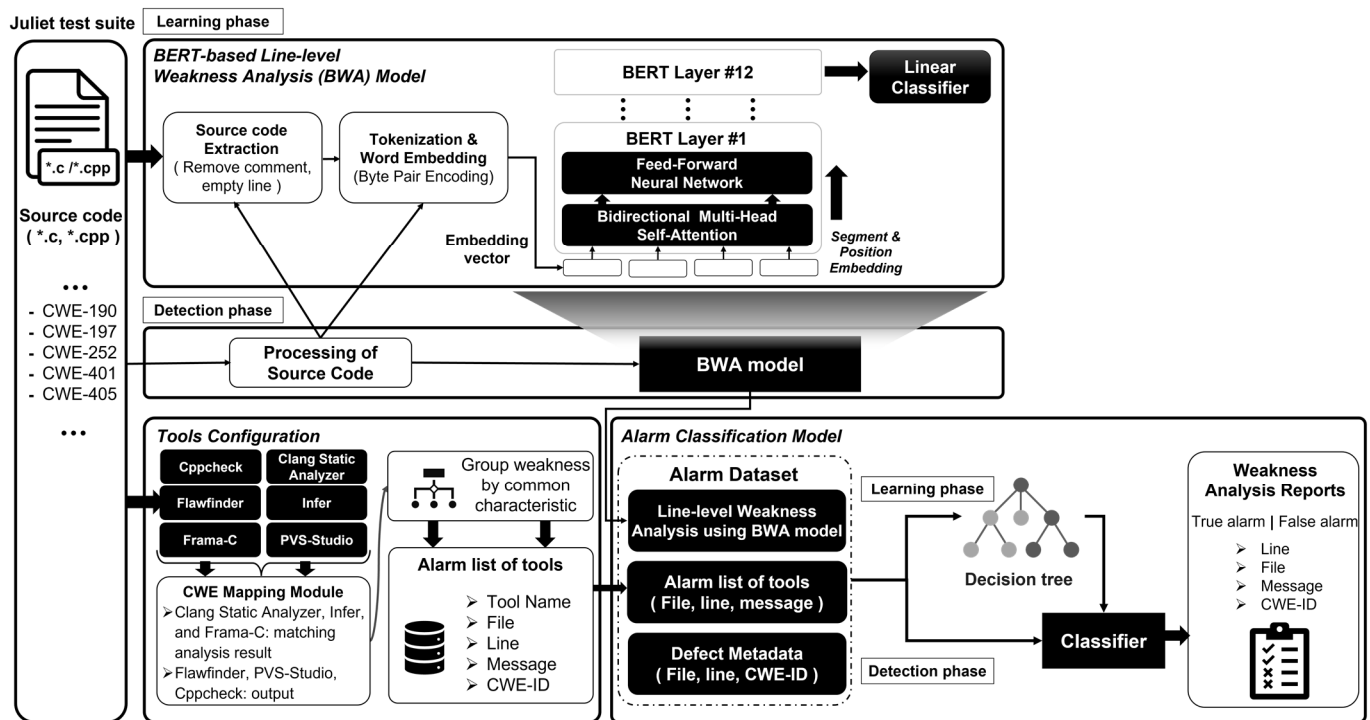 Juliet test suite
*.c /*.cpp
Source code
( *.c, *.cpp )
...
- CWE-190
- CWE-197
- CWE-252
- CWE-401
- CWE-405
...
Learning phase
BERT-based Line-level
Weakness Analysis (BWA) Model
Source code
Extraction
( Remove comment,
empty line )
Tokenization &
Word Embedding
(Byte Pair Encoding)
Embedding
vector
BERT Layer #12
BERT Layer #1
Feed-Forward
Neural Network
Bidirectional Multi-Head
Self-Attention
Segment &
Position
Embedding
Linear
Classifier
Detection phase
Processing of
Source Code
BWA model
Tools Configuration
Cppcheck
Clang Static
Analyzer
Flawfinder
Infer
Frama-C
PVS-Studio
CWE Mapping Module
➢Clang Static Analyzer, Infer,
and Frama-C: matching
analysis result
➢Flawfinder, PVS-Studio,
Cppcheck: output
Group weakness
by common
characteristic
Alarm list of tools
➢ Tool Name
➢ File
➢ Line
➢ Message
➢ CWE-ID
Alarm Classification Model
Alarm Dataset
Line-level Weakness
Analysis using BWA model
Alarm list of tools
( File, line, message )
Defect Metadata
(File, line, CWE-ID )
Learning phase
Decision tree
Classifier
Detection phase
Weakness
Analysis Reports
True alarm | False alarm
➢ Line
➢ File
➢ Message
➢ CWE-ID